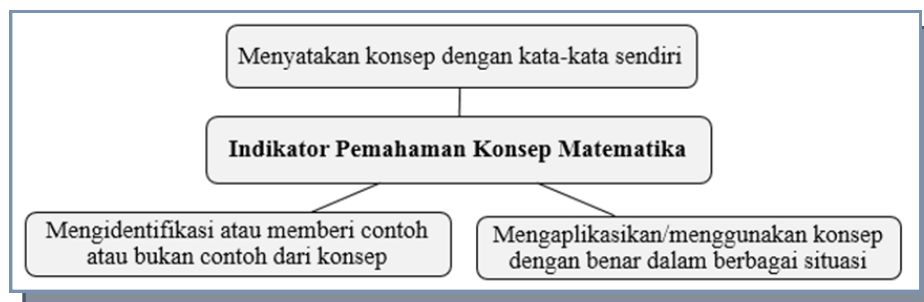 Menyatakan konsep dengan kata-kata sendiri
Indikator Pemahaman Konsep Matematika
Mengidentifikasi atau memberi contoh
atau bukan contoh dari konsep
Mengaplikasikan/menggunakan konsep
dengan benar dalam berbagai situasi